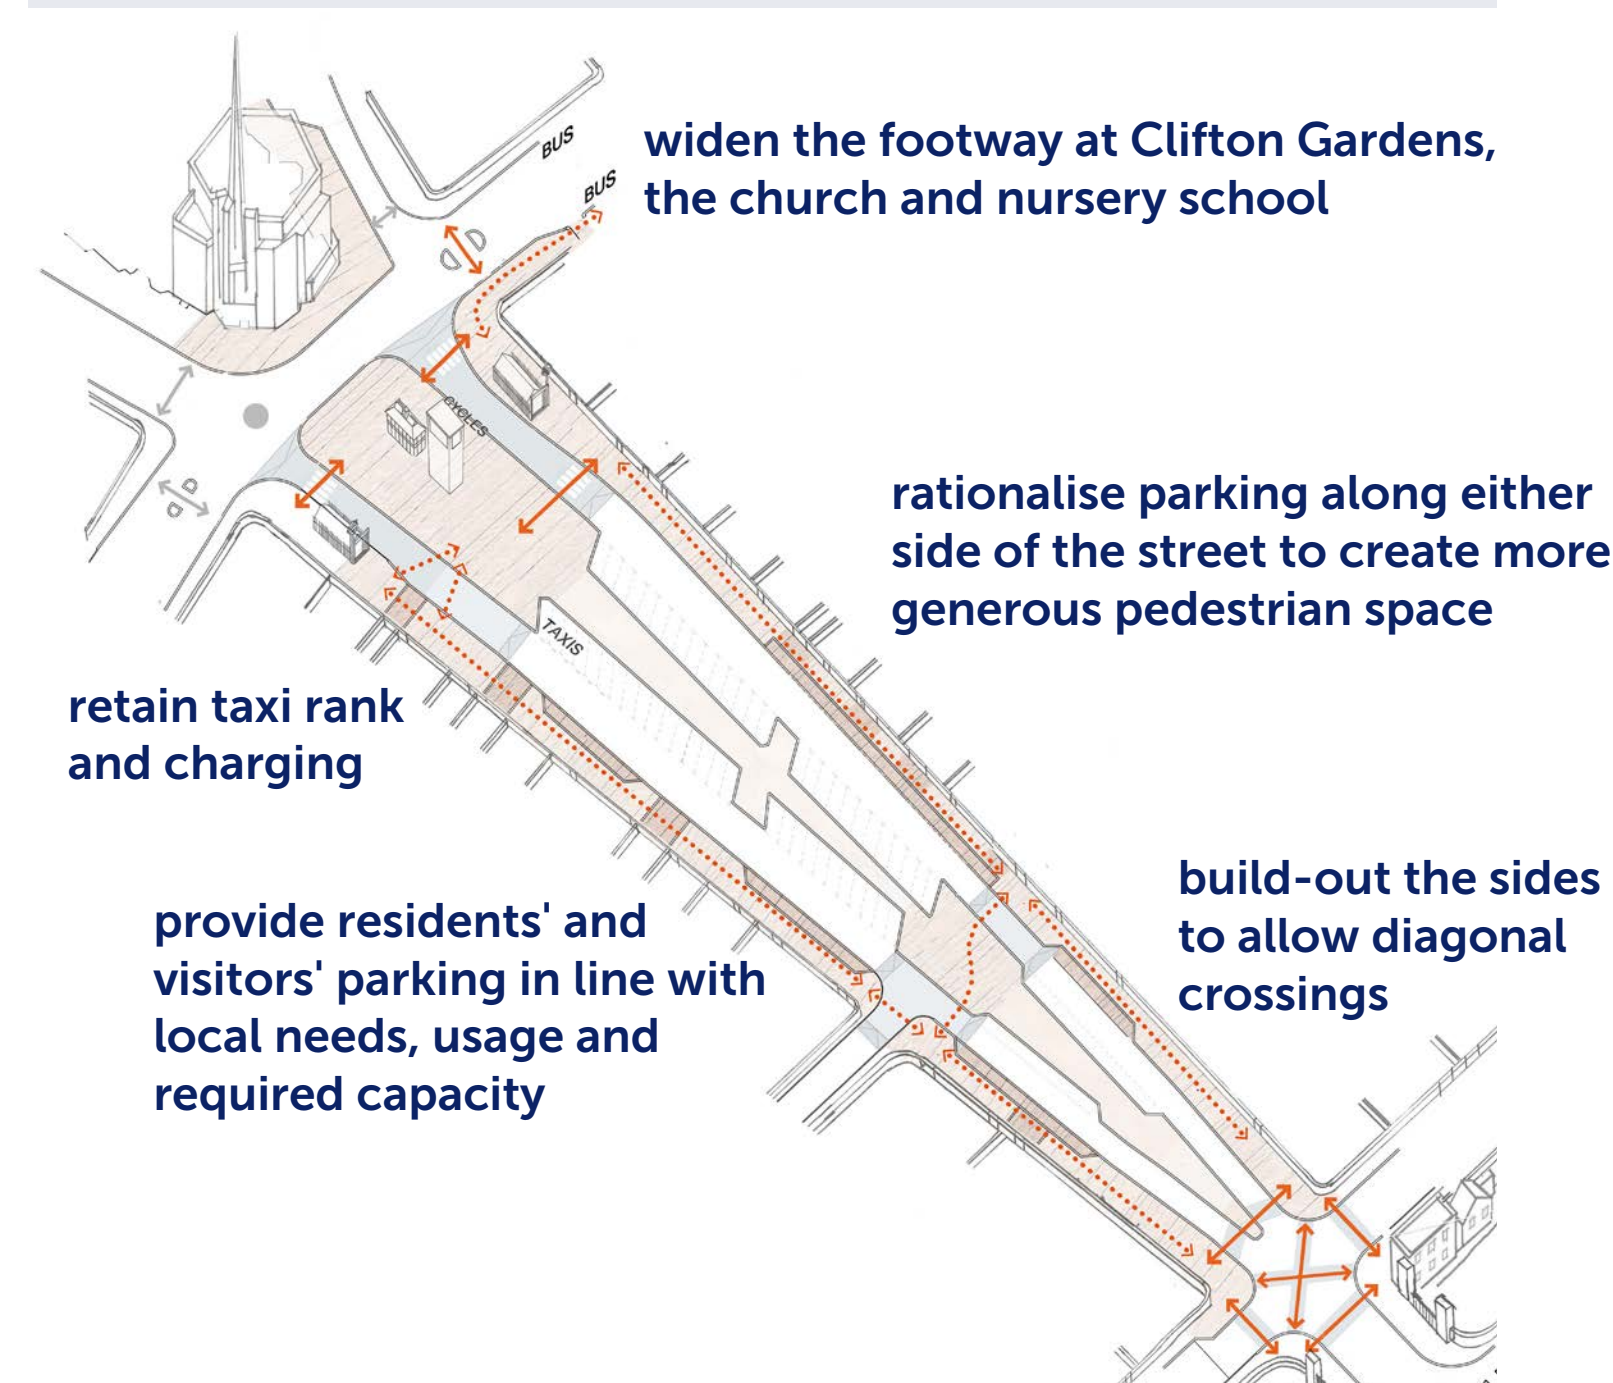 BUS
BUS
widen the footway at Clifton Gardens,
the church and nursery school
CYCLES
rationalise parking along either
side of the street to create more
generous pedestrian space
TAXIS
retain taxi rank
and charging
build-out the sides
to allow diagonal
crossings
provide residents' and
visitors' parking in line with
local needs, usage and
required capacity